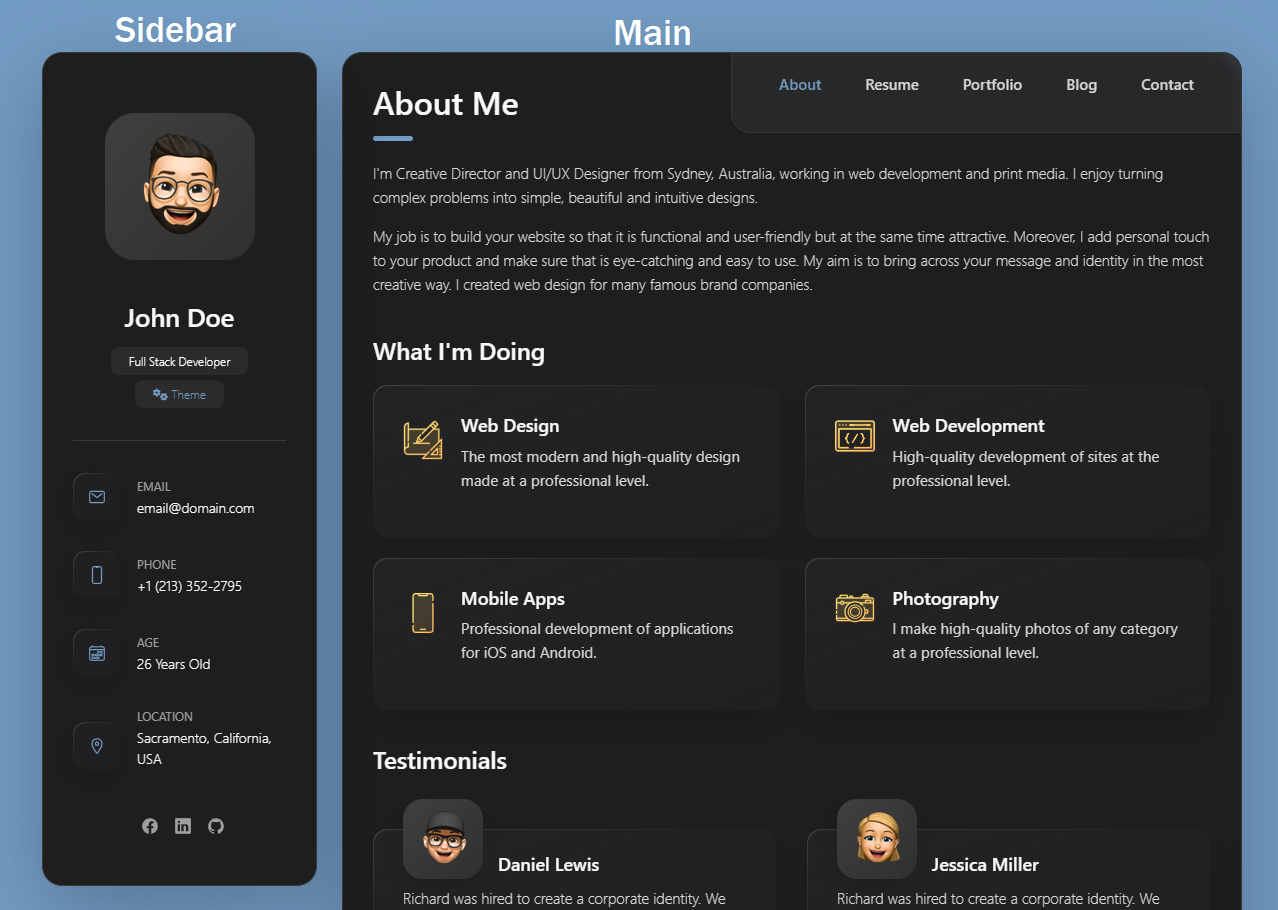 Sidebar
Main
John Doe
Full Stack Developer
Theme
EMAIL
email@domain.com
PHONE
+1 (213) 352-2795
AGE
26 Years Old
LOCATION
Sacramento, California,
USA
About Resume Portfolio Blog Contact
About Me
I'm Creative Director and UI/UX Designer from Sydney, Australia, working in web development and print media. I enjoy turning
complex problems into simple, beautiful and intuitive designs.
My job is to build your website so that it is functional and user-friendly but at the same time attractive. Moreover, I add personal touch
to your product and make sure that is eye-catching and easy to use. My aim is to bring across your message and identity in the most
creative way. I created web design for many famous brand companies.
What I'm Doing
Web Design
The most modern and high-quality design
made at a professional level.
Web Development
High-quality development of sites at the
professional level.
Mobile Apps
Professional development of applications
for iOS and Android.
Photography
I make high-quality photos of any category
at a professional level.
Testimonials
Daniel Lewis
Richard was hired to create a corporate identity. We
Jessica Miller
Richard was hired to create a corporate identity. We